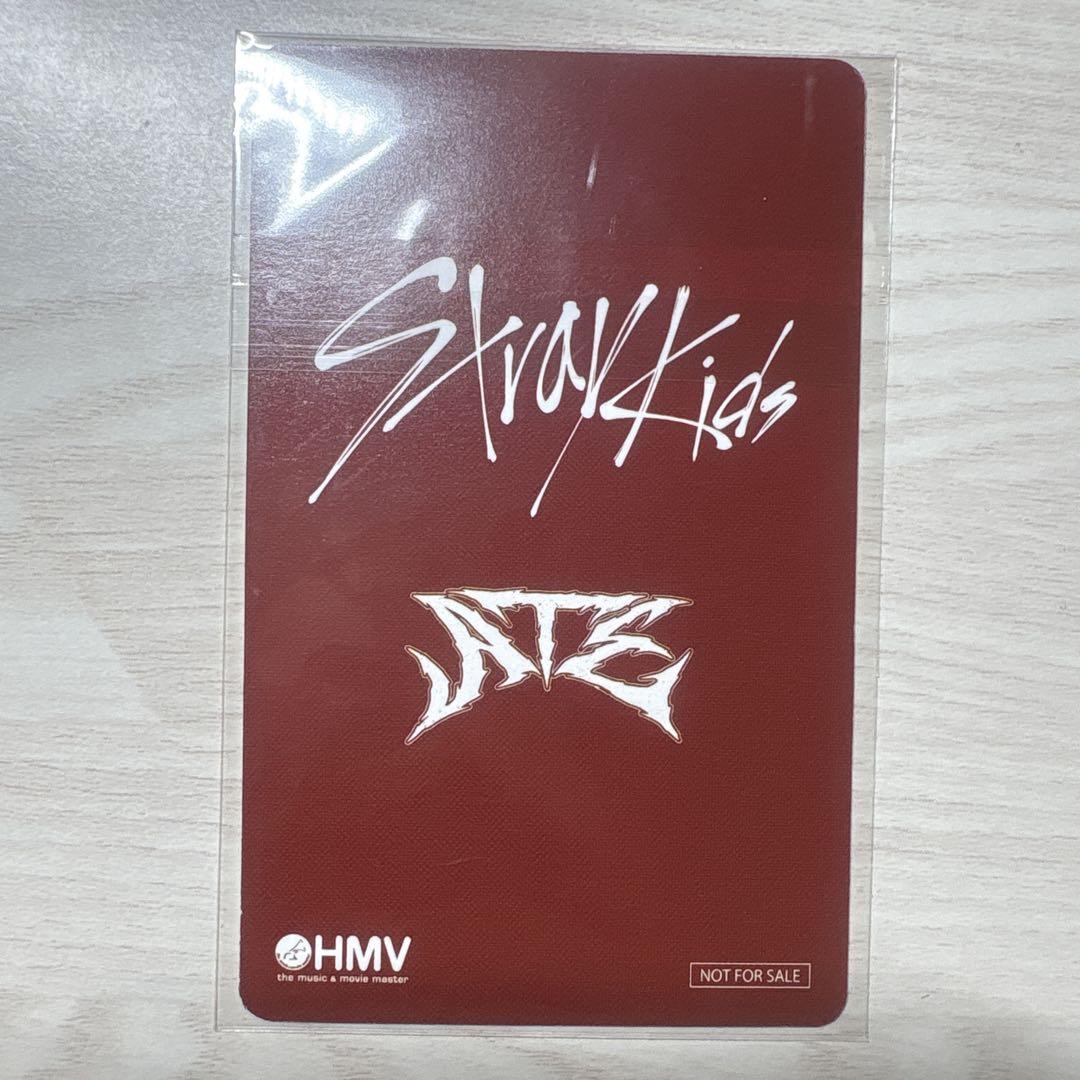 Stray Kids
ATE
HMV
the music & movie master
NOT FOR SALE